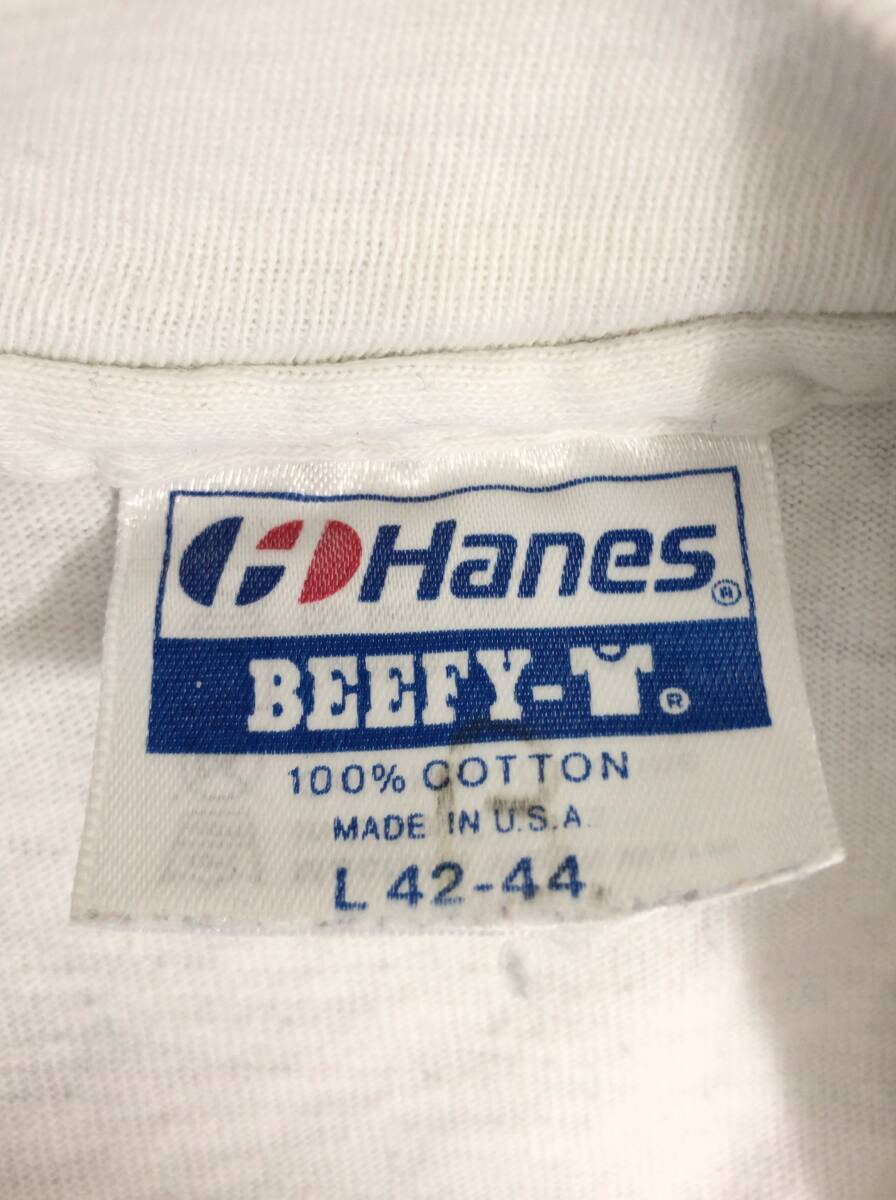 Hanes®
BEEFY-T®
100% COTTON
MADE IN U.S.A.
L 42-44